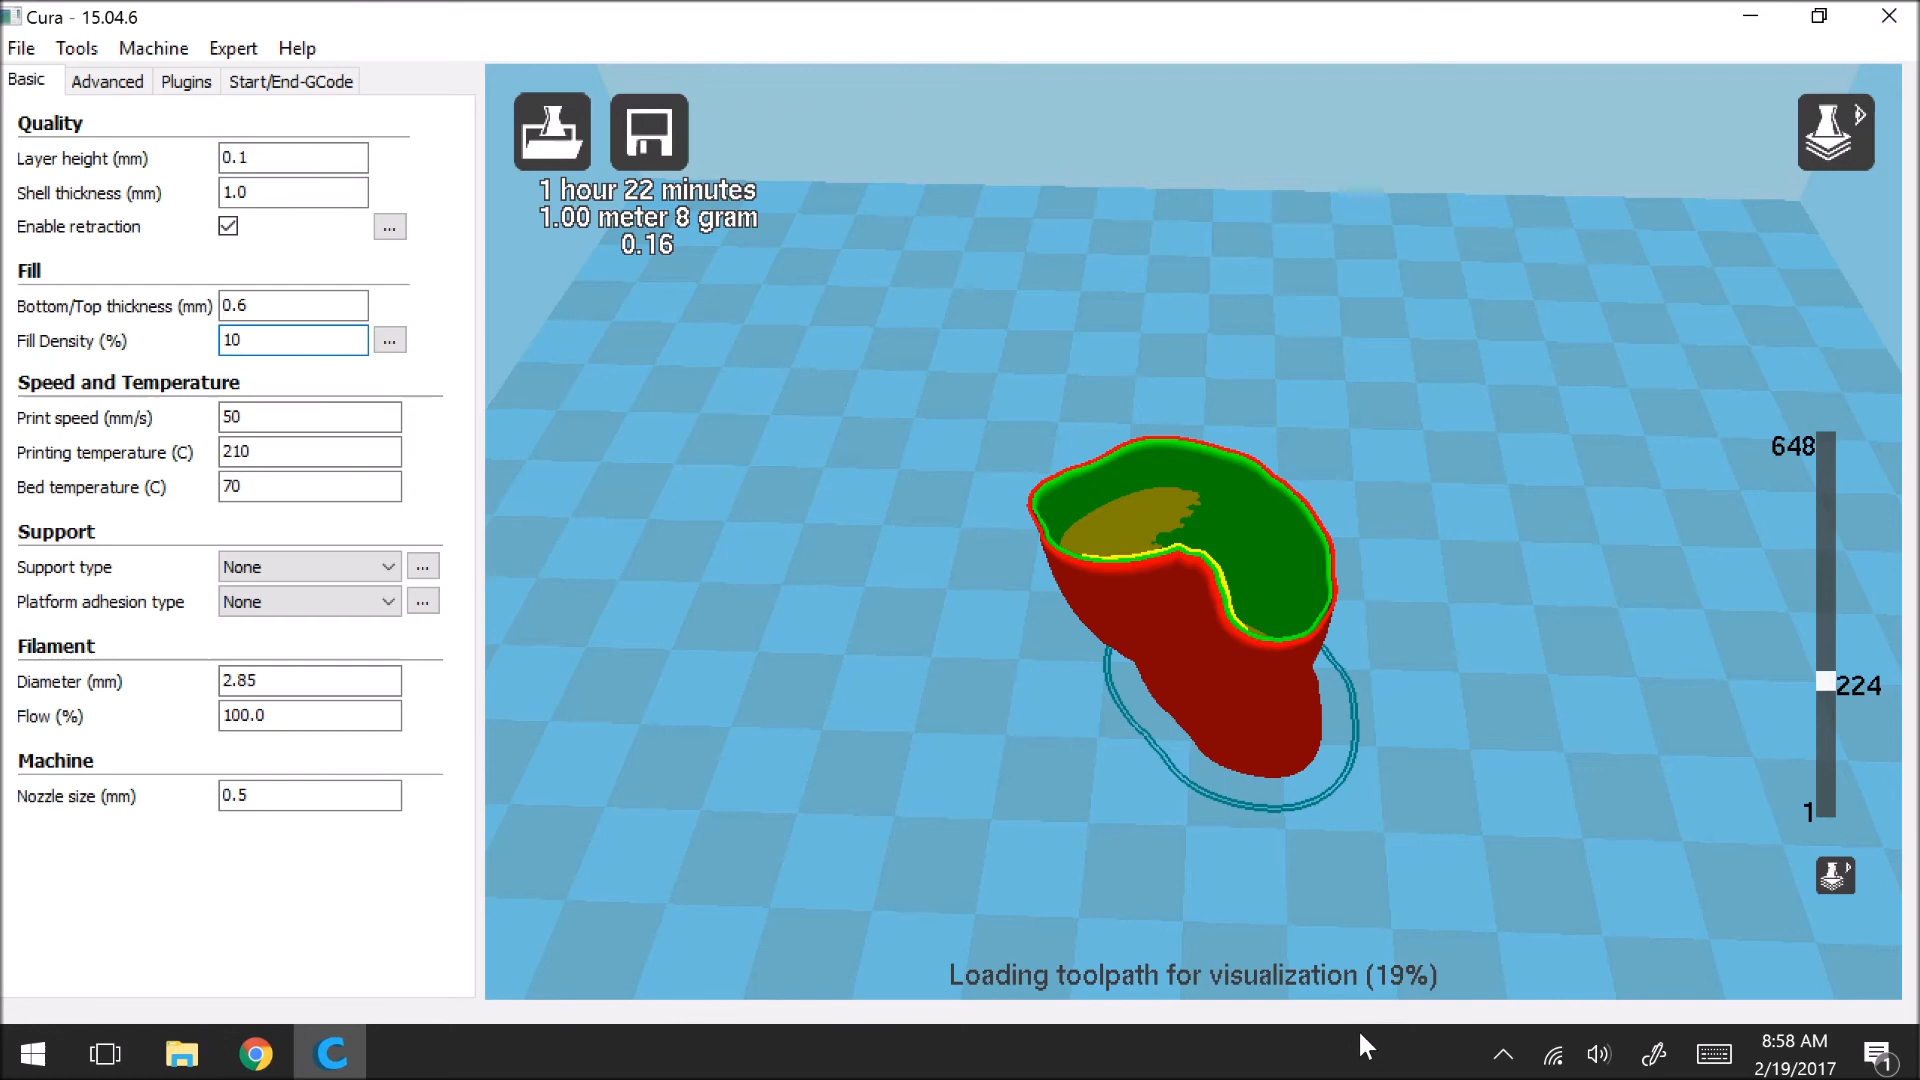 Cura - 15.04.6
File Tools Machine Expert Help
Basic Advanced Plugins Start/End-GCode
Quality
Layer height (mm) 0.1
Shell thickness (mm) 1.0
Enable retraction ...
Fill
Bottom/Top thickness (mm) 0.6
Fill Density (%) 10 ...
Speed and Temperature
Print speed (mm/s) 50
Printing temperature (C) 210
Bed temperature (C) 70
Support
Support type None ...
Platform adhesion type None ...
Filament
Diameter (mm) 2.85
Flow (%) 100.0
Machine
Nozzle size (mm) 0.5
1 hour 22 minutes
1.00 meter 8 gram
0.16
648
224
1
Loading toolpath for visualization (19%)
8:58 AM
2/19/2017
1